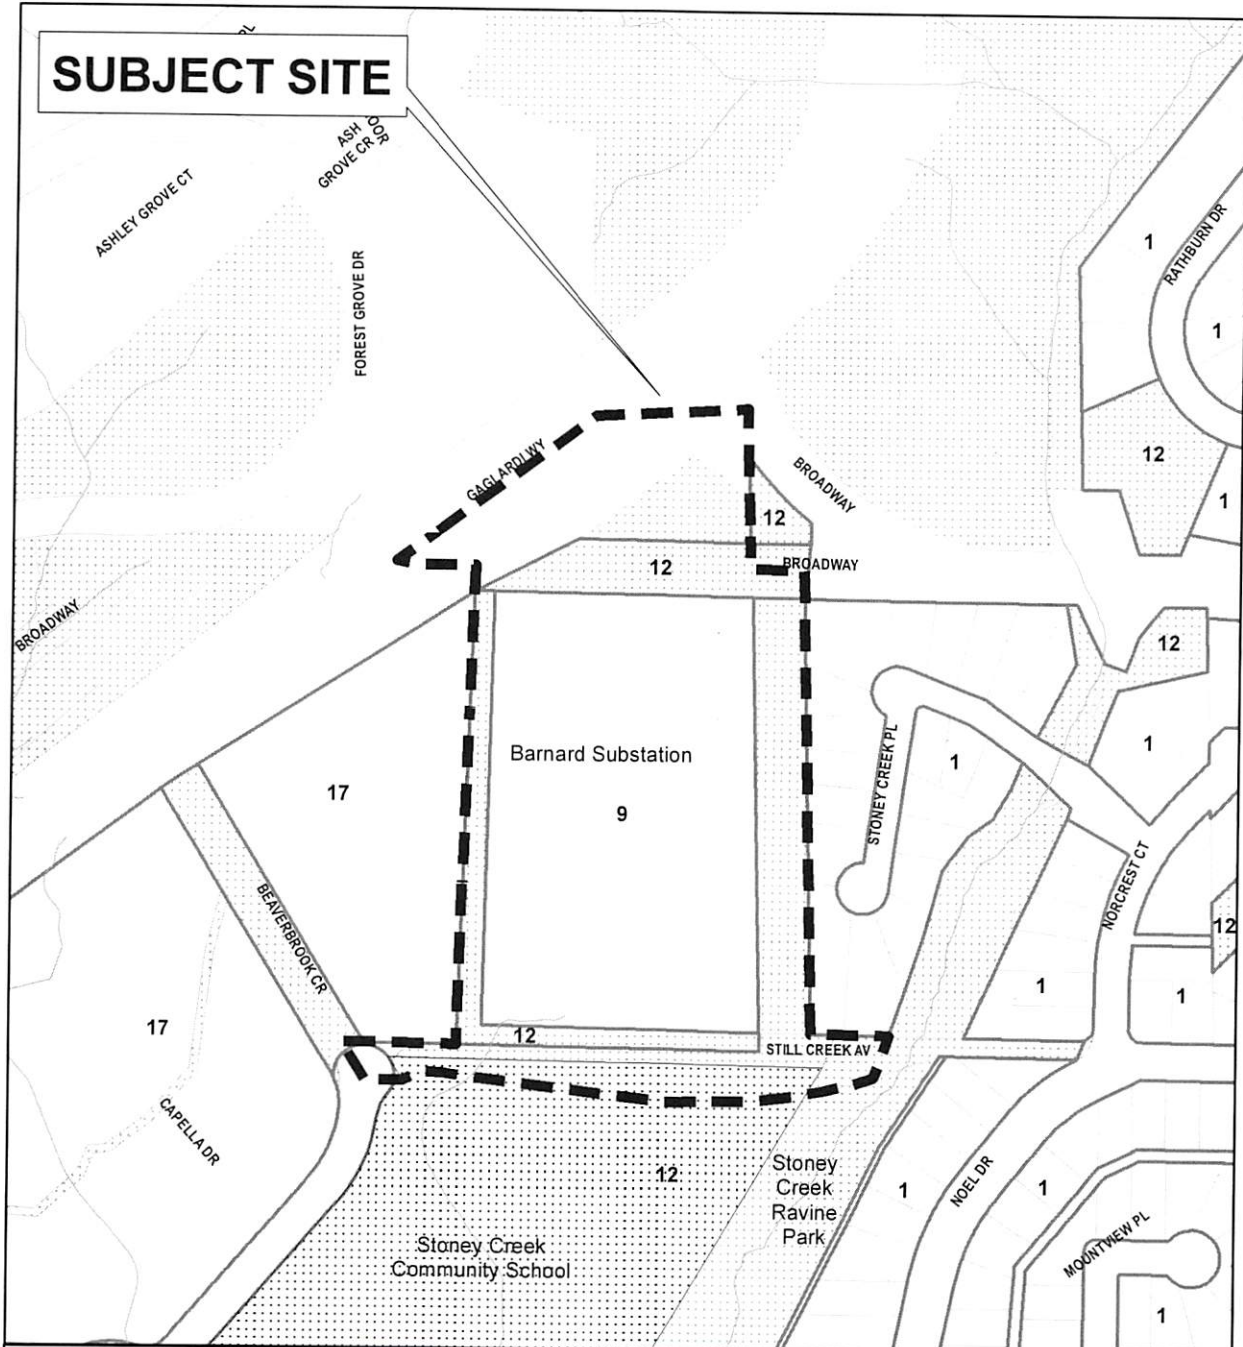 PL
SUBJECT SITE
ASH
GROVE CR
ASHLEY GROVE CT
FOREST GROVE DR
1
RATHBURN DR
1
GAGLARDI WY
BROADWAY
12
1
12
12
BROADWAY
BROADWAY
12
Barnard Substation
9
17
STONEY CREEK PL
1
1
NORCREST CT
BEAVERBROOK CR
12
1
1
17
12
STILL CREEK AV
CAPELLA DR
12
Stoney
Creek
Ravine
Park
1
NOEL DR
1
MOUNTVIEW PL
Stoney Creek
Community School
1